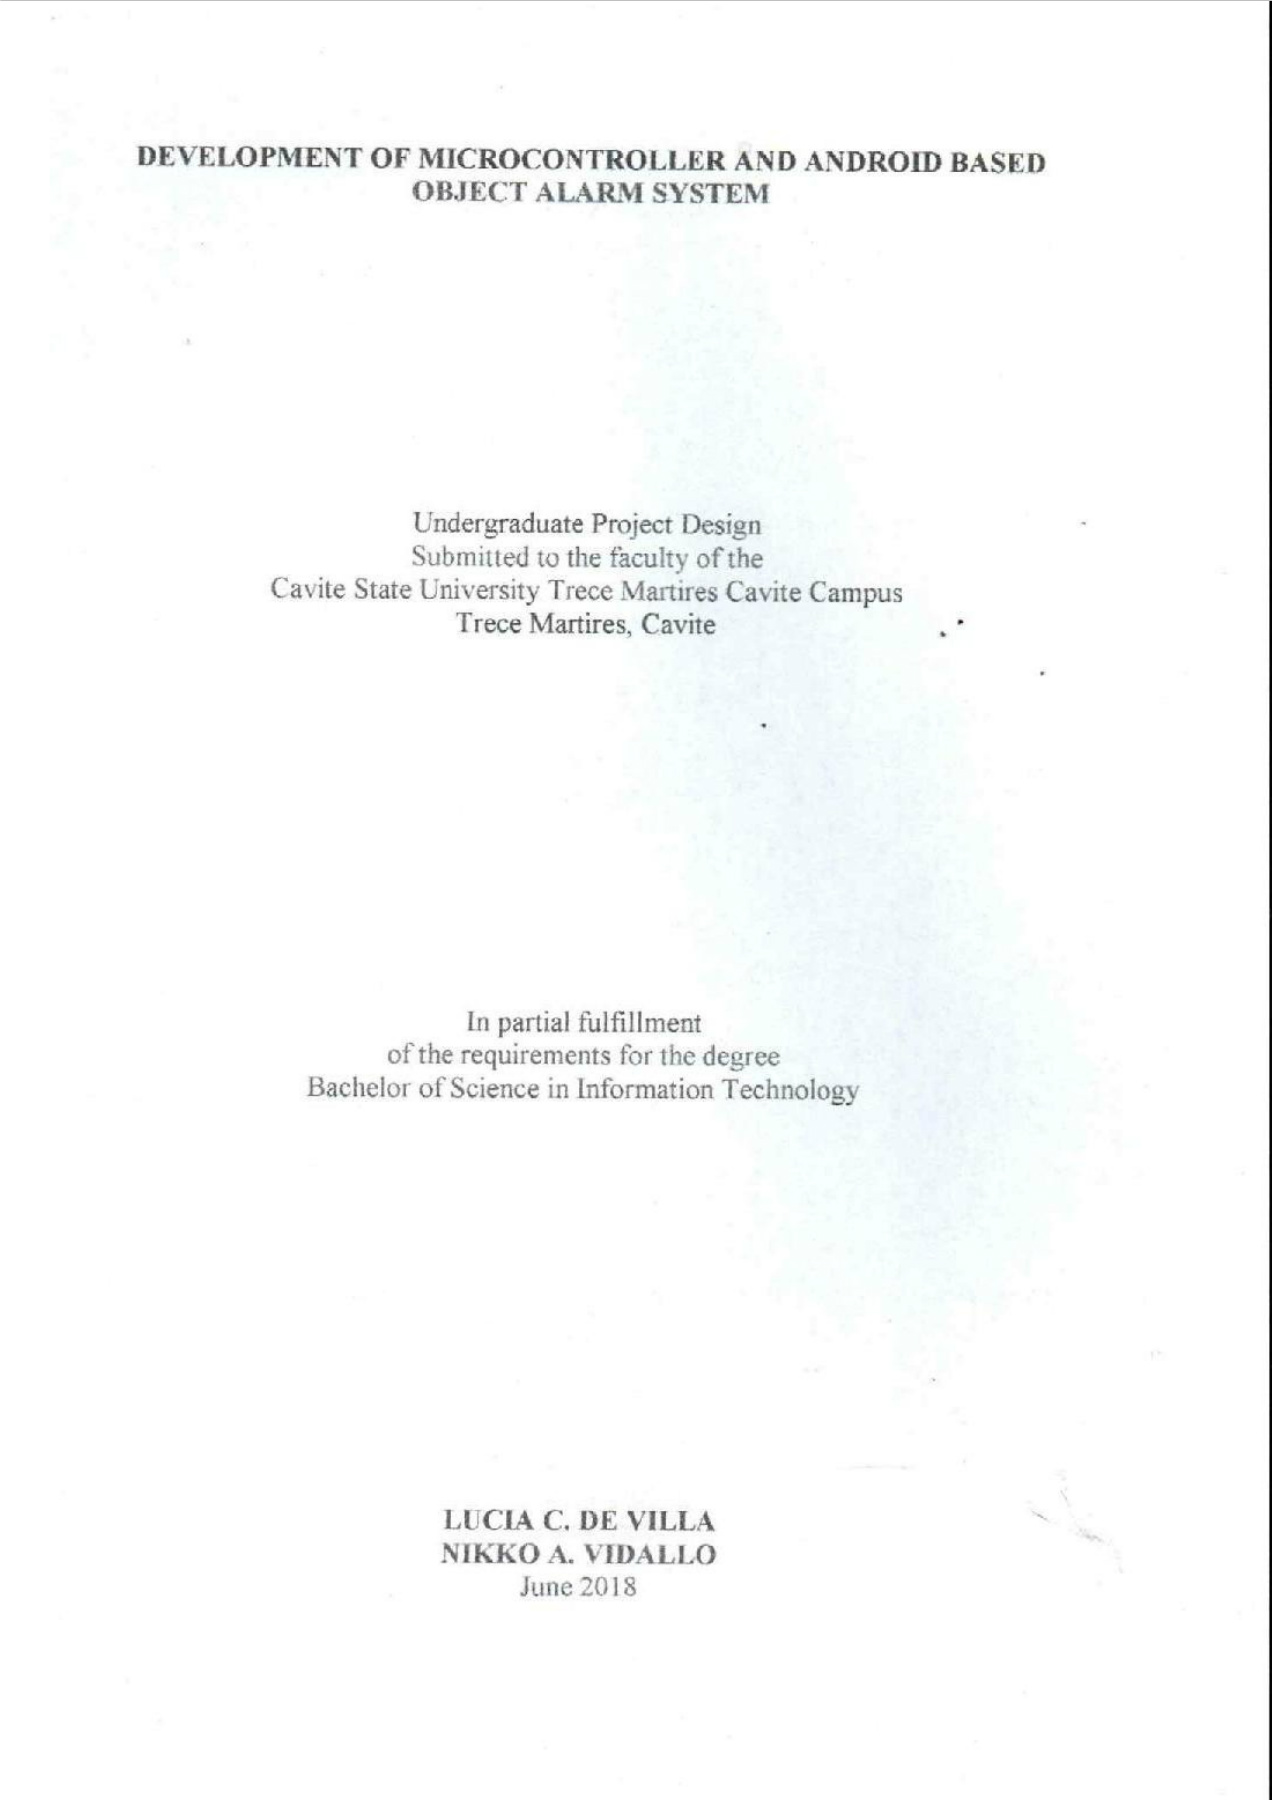 DEVELOPMENT OF MICROCONTROLLER AND ANDROID BASED
OBJECT ALARM SYSTEM
Undergraduate Project Design
Submitted to the faculty of the
Cavite State University Trece Martires Cavite Campus
Trece Martires, Cavite
In partial fulfillment
of the requirements for the degree
Bachelor of Science in Information Technology
LUCIA C. DE VILLA
NIKKO A. VIDALLO
June 2018